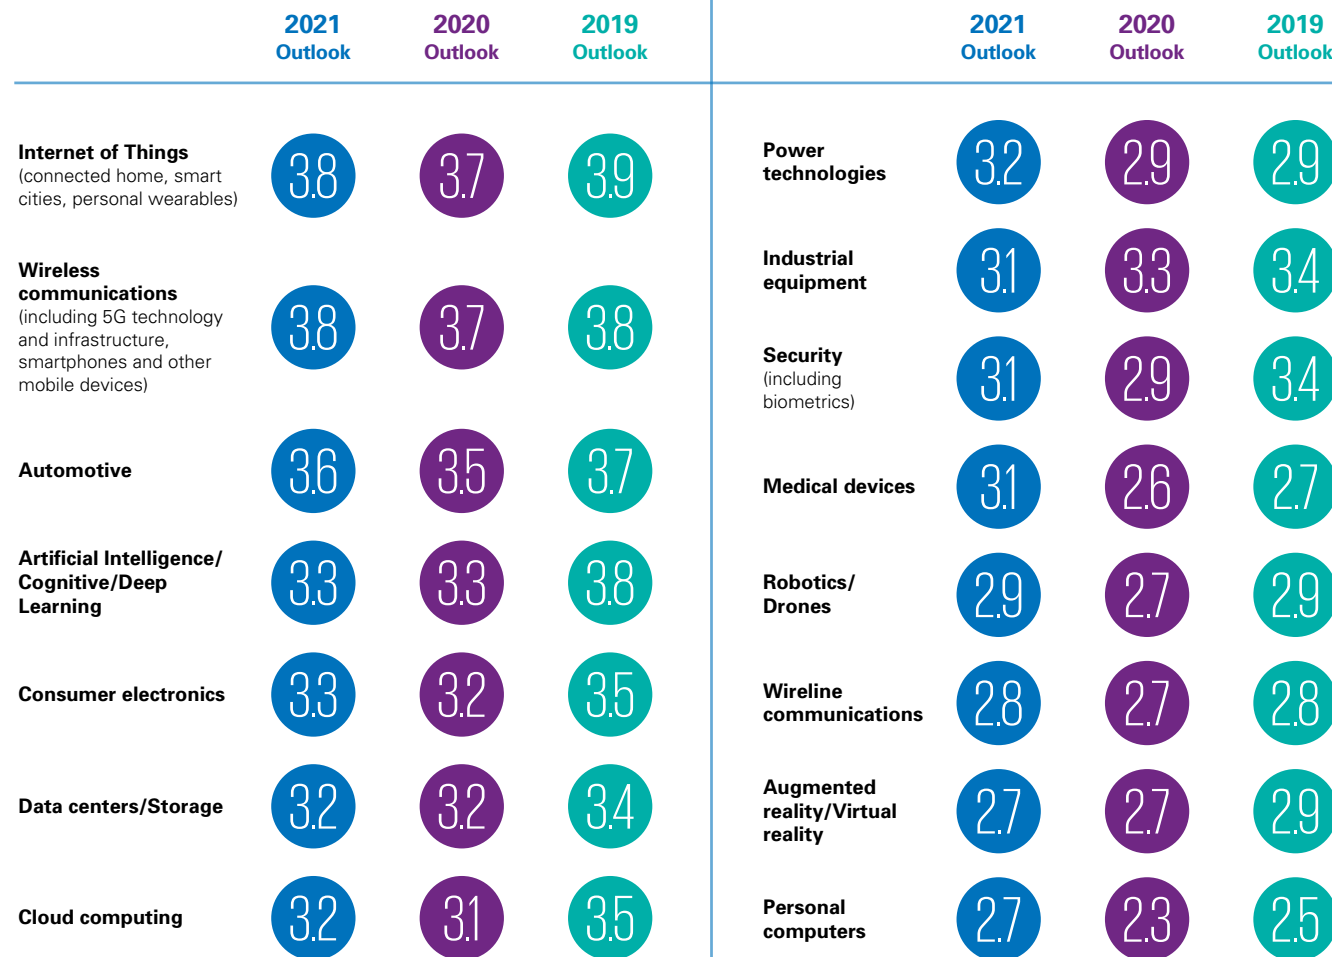 2021 2020 2019
Outlook Outlook Outlook
Internet of Things
(connected home, smart
cities, personal wearables)
3.8 3.7 3.9
Wireless
communications
(including 5G technology
and infrastructure,
smartphones and other
mobile devices)
3.8 3.7 3.8
Automotive 3.6 3.5 3.7
Artificial Intelligence/
Cognitive/Deep
Learning
3.3 3.3 3.8
Consumer electronics 3.3 3.2 3.5
Data centers/Storage 3.2 3.2 3.4
Cloud computing 3.2 3.1 3.5
2021 2020 2019
Outlook Outlook Outlook
Power
technologies
3.2 2.9 2.9
Industrial
equipment
3.1 3.3 3.4
Security
(including
biometrics)
3.1 2.9 3.4
Medical devices 3.1 2.6 2.7
Robotics/
Drones
2.9 2.7 2.9
Wireline
communications
2.8 2.7 2.8
Augmented
reality/Virtual
reality
2.7 2.7 2.9
Personal
computers
2.7 2.3 2.5